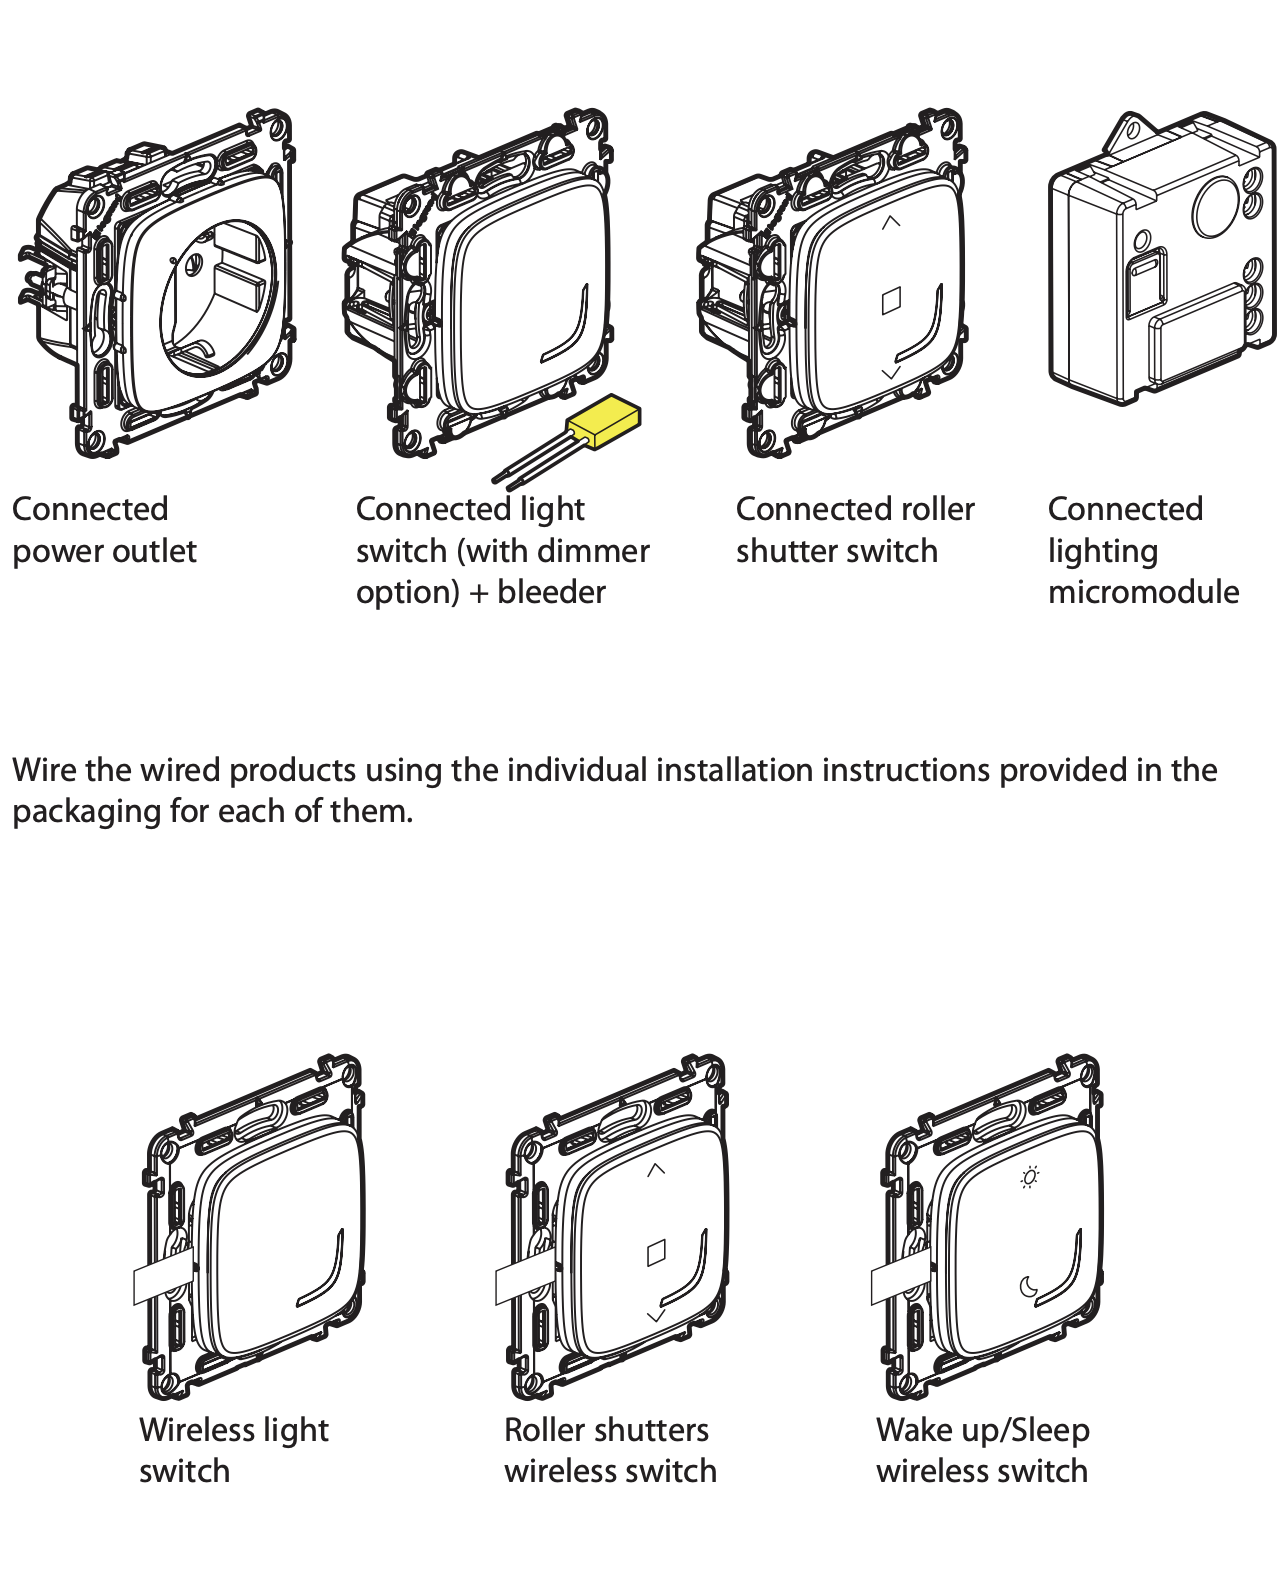 Connected
power outlet
Connected light
switch (with dimmer
option) + bleeder
Connected roller
shutter switch
Connected
lighting
micromodule
Wire the wired products using the individual installation instructions provided in the
packaging for each of them.
Wireless light
switch
Roller shutters
wireless switch
Wake up/Sleep
wireless switch